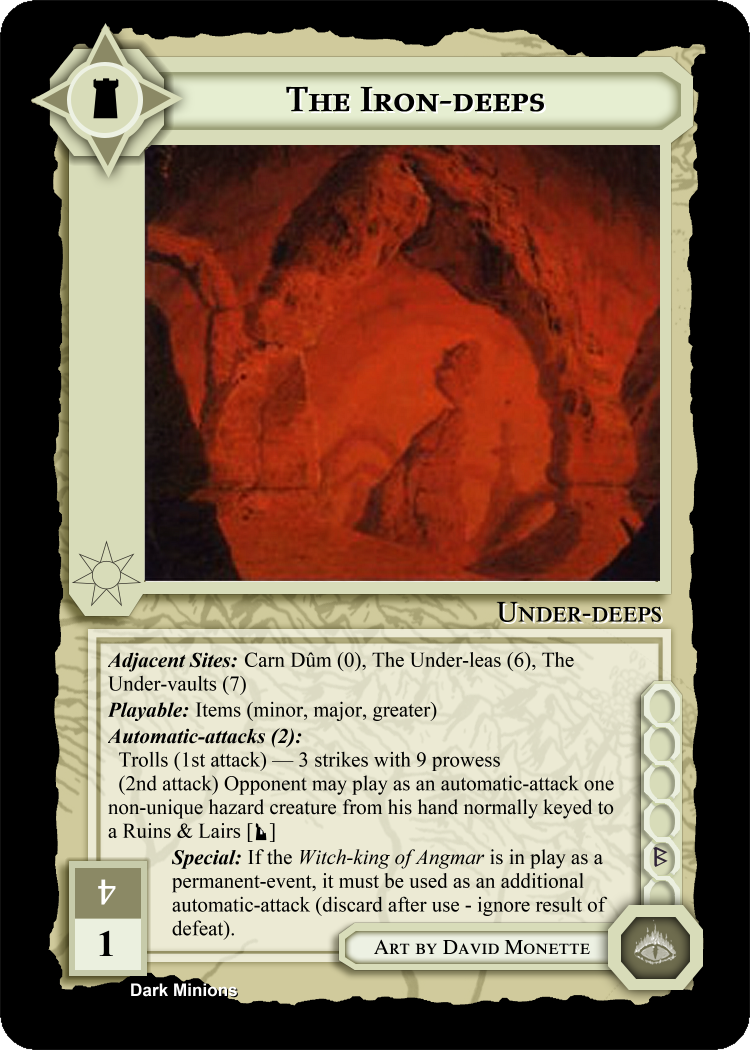 The Iron-deeps
Under-deeps
Adjacent Sites: Carn Dûm (0), The Under-leas (6), The
Under-vaults (7)
Playable: Items (minor, major, greater)
Automatic-attacks (2):
Trolls (1st attack) — 3 strikes with 9 prowess
(2nd attack) Opponent may play as an automatic-attack one
non-unique hazard creature from his hand normally keyed to
a Ruins & Lairs [ ]
Special: If the Witch-king of Angmar is in play as a
permanent-event, it must be used as an additional
automatic-attack (discard after use - ignore result of
defeat).
4
1
Art by David Monette
Dark Minions